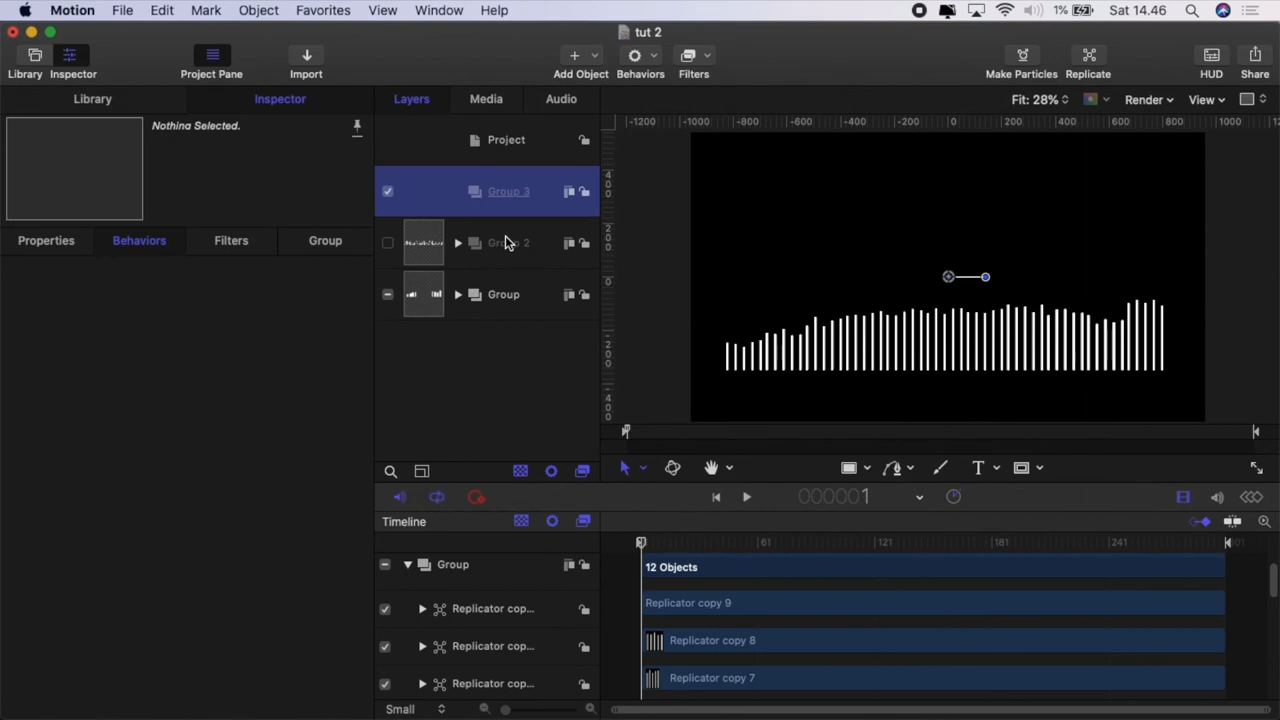 Motion File Edit Mark Object Favorites View Window Help 1% Sat 14.46
tut 2
Library Inspector Project Pane Import Add Object Behaviors Filters Make Particles Replicate HUD Share
Library Inspector Layers Media Audio Fit: 28% Render View
Nothing Selected.
-1200 -1000 -800 -600 -400 -200 0 200 400 600 800 1000
Project
Group 3
Properties Behaviors Filters Group
Group 2
Group
400
200
0
-200
-400
000001
Timeline
61 121 181 241 301
Group
12 Objects
Replicator cop...
Replicator copy 9
Replicator cop...
Replicator copy 8
Replicator cop...
Replicator copy 7
Small